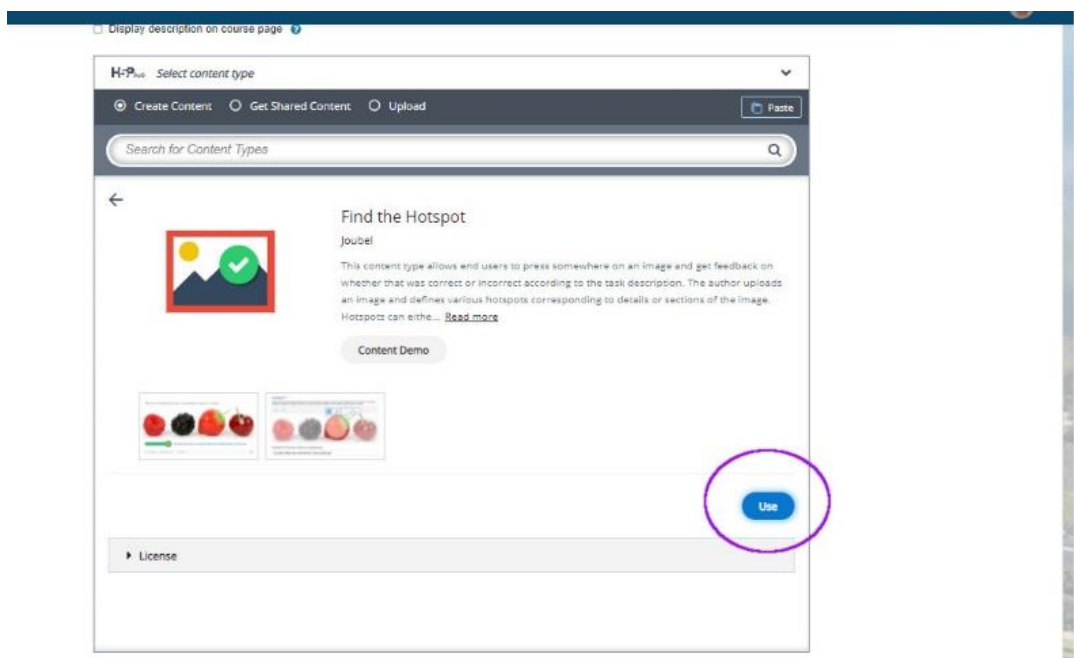 Display description on course page
H5P Select content type
Create Content Get Shared Content Upload Paste
Search for Content Types
Find the Hotspot
Joubel
This content type allows end users to press somewhere on an image and get feedback on
whether that was correct or incorrect according to the task description. The author uploads
an image and defines various hotspots corresponding to details or sections of the image.
Hotspots can eithe... Read more
Content Demo
Use
License